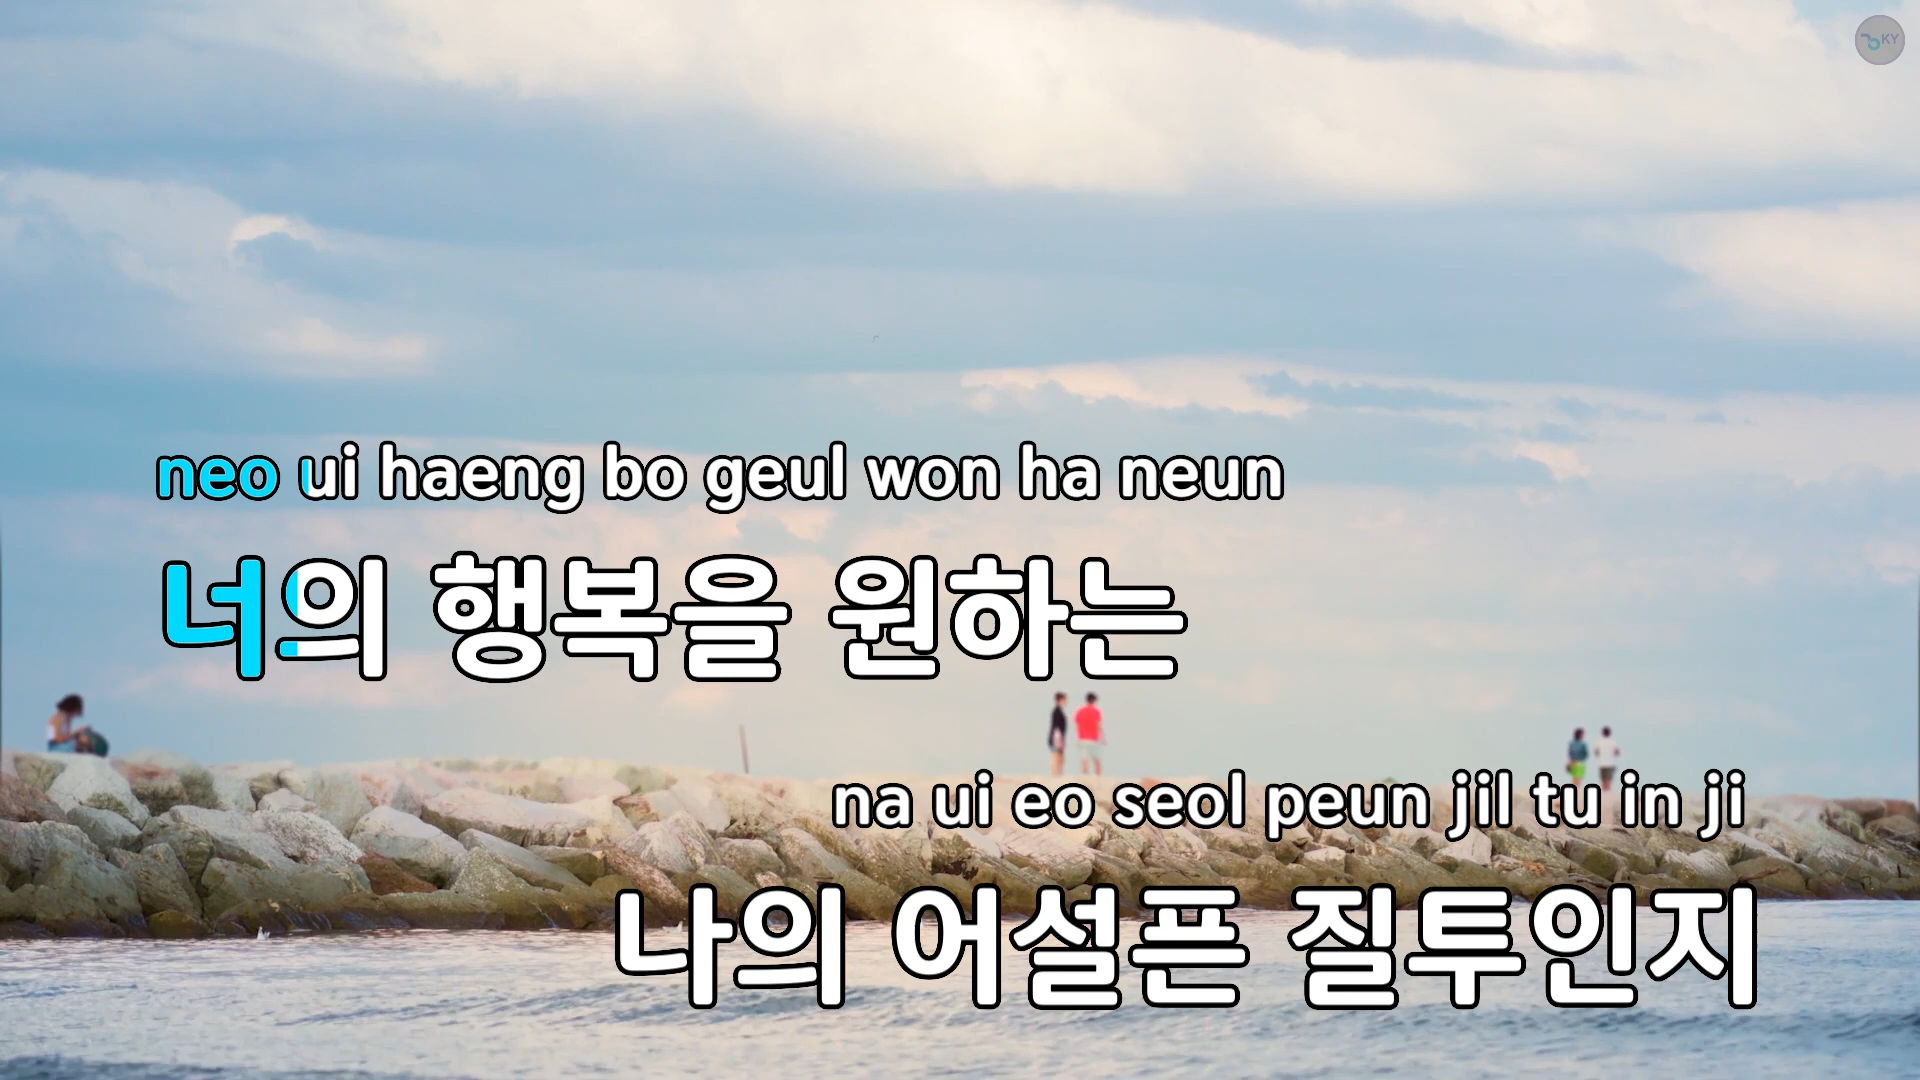 KY
neo ui haeng bo geul won ha neun
너의 행복을 원하는
na ui eo seol peun jil tu in ji
나의 어설픈 질투인지